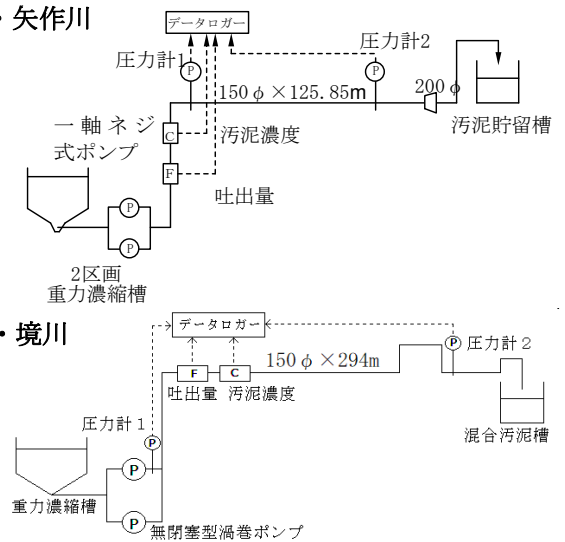 ・矢作川
データロガー
圧力計1
圧力計2
P
P
150φ×125.85m
200φ
一軸ネジ
式ポンプ
C
汚泥濃度
汚泥貯留槽
F
吐出量
P
P
2区画
重力濃縮槽
・境川
データロガー
150φ×294m
P
圧力計２
F
C
吐出量
汚泥濃度
圧力計１
P
混合汚泥槽
P
重力濃縮槽
P
無閉塞型渦巻ポンプ